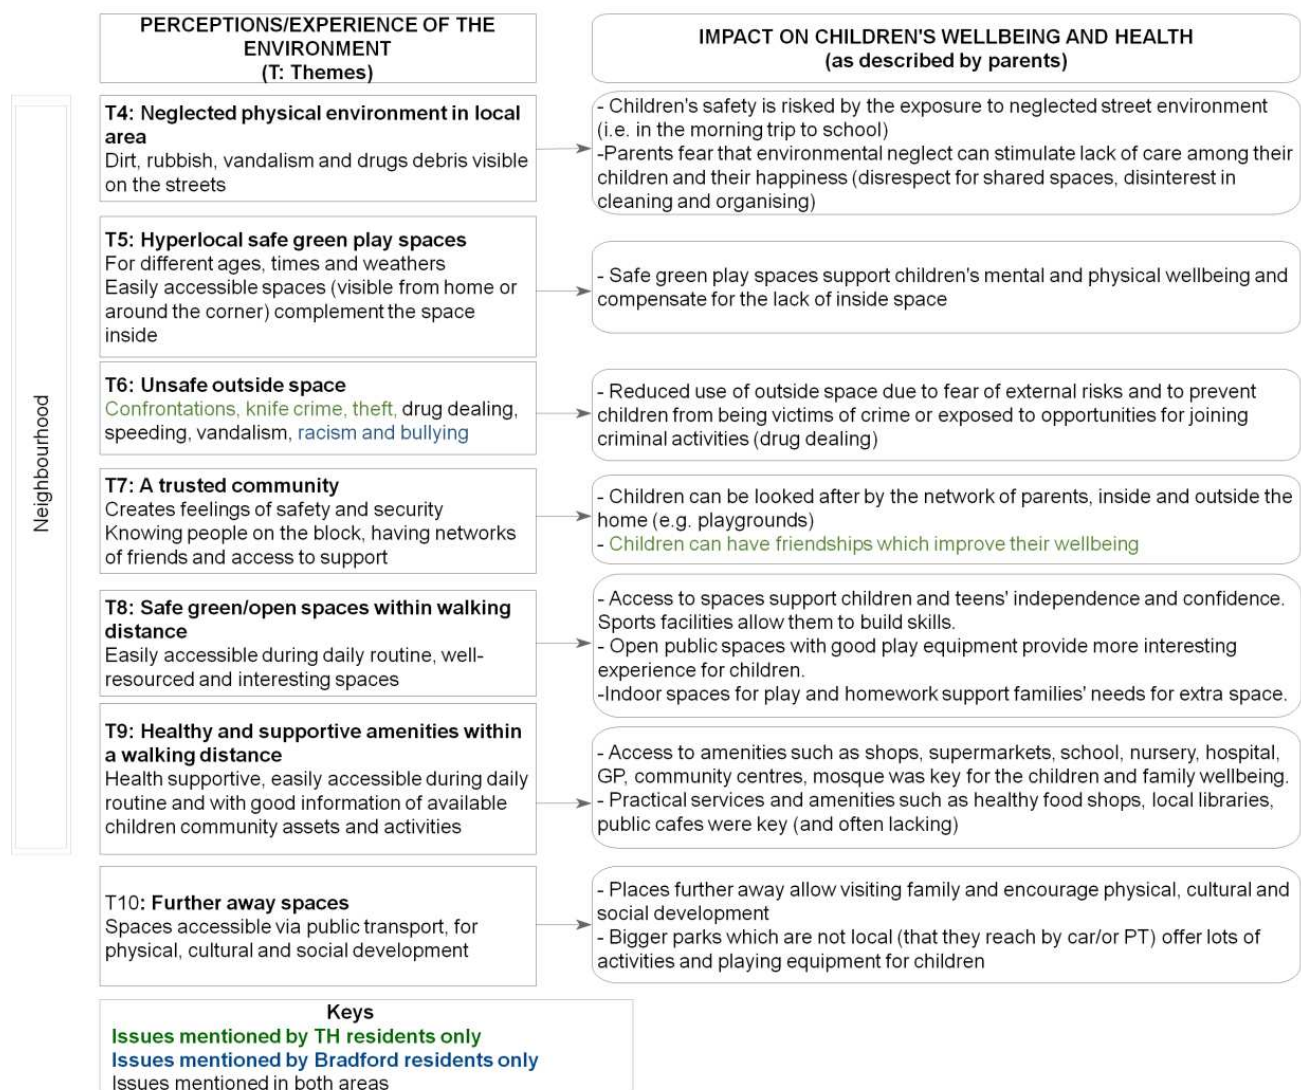 PERCEPTIONS/EXPERIENCE OF THE
ENVIRONMENT
(T: Themes)
IMPACT ON CHILDREN'S WELLBEING AND HEALTH
(as described by parents)
Neighbourhood
T4: Neglected physical environment in local
area
Dirt, rubbish, vandalism and drugs debris visible
on the streets
- Children's safety is risked by the exposure to neglected street environment
(i.e. in the morning trip to school)
-Parents fear that environmental neglect can stimulate lack of care among their
children and their happiness (disrespect for shared spaces, disinterest in
cleaning and organising)
T5: Hyperlocal safe green play spaces
For different ages, times and weathers
Easily accessible spaces (visible from home or
around the corner) complement the space
inside
- Safe green play spaces support children's mental and physical wellbeing and
compensate for the lack of inside space
T6: Unsafe outside space
Confrontations, knife crime, theft, drug dealing,
speeding, vandalism, racism and bullying
- Reduced use of outside space due to fear of external risks and to prevent
children from being victims of crime or exposed to opportunities for joining
criminal activities (drug dealing)
T7: A trusted community
Creates feelings of safety and security
Knowing people on the block, having networks
of friends and access to support
- Children can be looked after by the network of parents, inside and outside the
home (e.g. playgrounds)
- Children can have friendships which improve their wellbeing
T8: Safe green/open spaces within walking
distance
Easily accessible during daily routine, well-
resourced and interesting spaces
- Access to spaces support children and teens' independence and confidence.
Sports facilities allow them to build skills.
- Open public spaces with good play equipment provide more interesting
experience for children.
-Indoor spaces for play and homework support families' needs for extra space.
T9: Healthy and supportive amenities within
a walking distance
Health supportive, easily accessible during daily
routine and with good information of available
children community assets and activities
- Access to amenities such as shops, supermarkets, school, nursery, hospital,
GP, community centres, mosque was key for the children and family wellbeing.
- Practical services and amenities such as healthy food shops, local libraries,
public cafes were key (and often lacking)
T10: Further away spaces
Spaces accessible via public transport, for
physical, cultural and social development
- Places further away allow visiting family and encourage physical, cultural and
social development
- Bigger parks which are not local (that they reach by car/or PT) offer lots of
activities and playing equipment for children
Keys
Issues mentioned by TH residents only
Issues mentioned by Bradford residents only
Issues mentioned in both areas